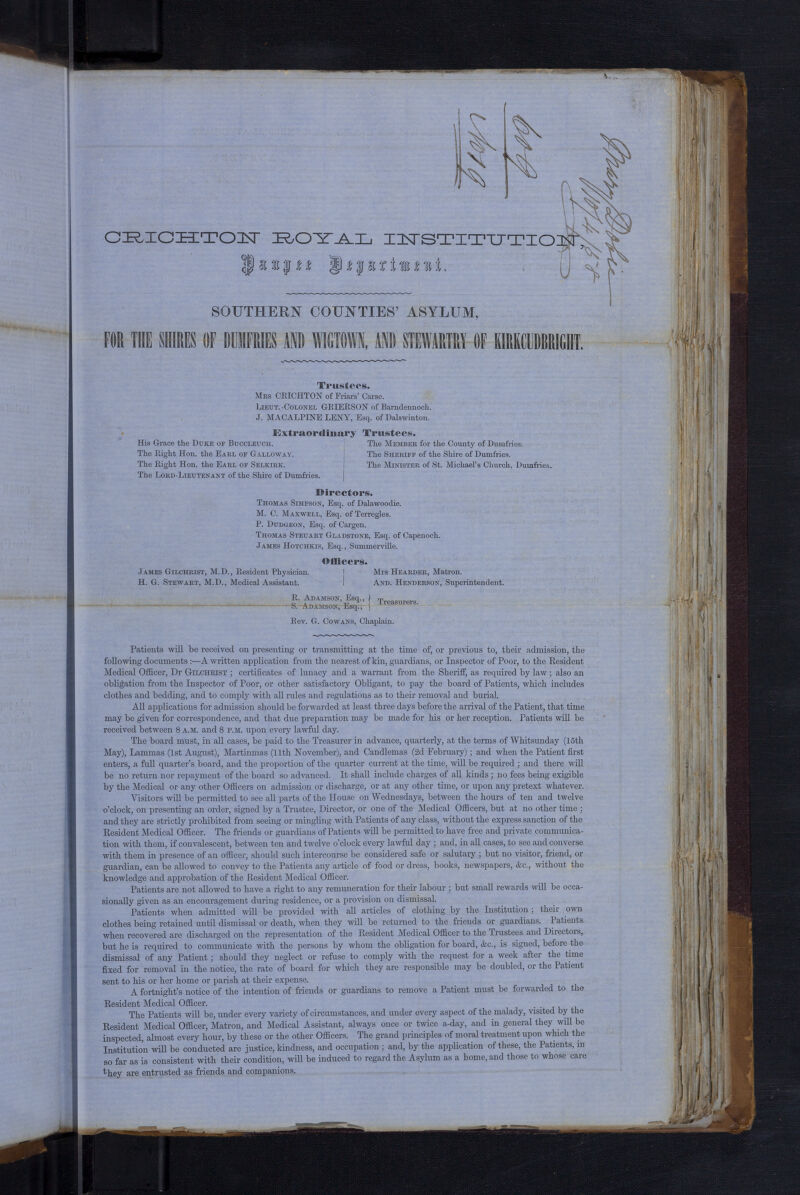 609
Mary Dobie
CRICHTON ROYAL INSTITUTION,
Pauper Department.
SOUTHERN COUNTIES' ASYLUM,
FOR THE SHIRES OF DUMFRIES AND WIGTOWN, AND STEWARTRY OF KIRKCUDBRIGHT.
Trustees.
Mrs CRICHTON of Friars' Carse.
Lieut.-Colonel GRIERSON of Barndennoch.
J. MACALPINE LENY, Esq. of Dalswinton.
Extraordinary Trustees.
His Grace the Duke of Buccleuch.
The Right Hon. the Earl of Galloway.
The Right Hon. the Earl of Selkirk.
The Lord-Lieutenant of the Shire of Dumfries.
The Member for the County of Dumfries.
The Sheriff of the Shire of Dumfries.
The Minister of St. Michael's Church, Dumfries.
Directors.
Thomas Simpson, Esq. of Dalawoodie.
M. C. Maxwell, Esq. of Terregles.
P. Dudgeon, Esq. of Cargen.
Thomas Steuart Gladstone, Esq. of Capenoch.
James Hotchkis, Esq., Summerville.
Officers.
James Gilchrist, M.D., Resident Physician.
H. G. Stewart, M.D., Medical Assistant.
Mrs Hearder, Matron.
And. Henderson, Superintendent.
R. Adamson, Esq., } Treasurers.
S. Adamson, Esq., }
Rev. G. Cowans, Chaplain.
Patients will be received on presenting or transmitting at the time of, or previous to, their admission, the
following documents :—A written application from the nearest of kin, guardians, or Inspector of Poor, to the Resident
Medical Officer, Dr Gilchrist ; certificates of lunacy and a warrant from the Sheriff, as required by law ; also an
obligation from the Inspector of Poor, or other satisfactory Obligant, to pay the board of Patients, which includes
clothes and bedding, and to comply with all rules and regulations as to their removal and burial.
All applications for admission should be forwarded at least three days before the arrival of the Patient, that time
may be given for correspondence, and that due preparation may be made for his or her reception. Patients will be
received between 8 A.M. and 8 P.M. upon every lawful day.
The board must, in all cases, be paid to the Treasurer in advance, quarterly, at the terms of Whitsunday (15th
May), Lammas (1st August), Martinmas (11th November), and Candlemas (2d February) ; and when the Patient first
enters, a full quarter's board, and the proportion of the quarter current at the time, will be required ; and there will
be no return nor repayment of the board so advanced. It shall include charges of all kinds ; no fees being exigible
by the Medical or any other Officers on admission or discharge, or at any other time, or upon any pretext whatever.
Visitors will be permitted to see all parts of the House on Wednesdays, between the hours of ten and twelve
o'clock, on presenting an order, signed by a Trustee, Director, or one of the Medical Officers, but at no other time ;
and they are strictly prohibited from seeing or mingling with Patients of any class, without the express sanction of the
Resident Medical Officer. The friends or guardians of Patients will be permitted to have free and private communica-
tion with them, if convalescent, between ten and twelve o'clock every lawful day ; and, in all cases, to see and converse
with them in presence of an officer, should such intercourse be considered safe or salutary ; but no visitor, friend, or
guardian, can be allowed to convey to the Patients any article of food or dress, books, newspapers, &c., without the
knowledge and approbation of the Resident Medical Officer.
Patients are not allowed to have a right to any remuneration for their labour ; but small rewards will be occa-
sionally given as an encouragement during residence, or a provision on dismissal.
Patients when admitted will be provided with all articles of clothing by the Institution ; their own
clothes being retained until dismissal or death, when they will be returned to the friends or guardians. Patients
when recovered are discharged on the representation of the Resident Medical Officer to the Trustees and Directors,
but he is required to communicate with the persons by whom the obligation for board, &c., is signed, before the
dismissal of any Patient ; should they neglect or refuse to comply with the request for a week after the time
fixed for removal in the notice, the rate of board for which they are responsible may be doubled, or the Patient
sent to his or her home or parish at their expense.
A fortnight's notice of the intention of friends or guardians to remove a Patient must be forwarded to the
Resident Medical Officer.
The Patients will be, under every variety of circumstances, and under every aspect of the malady, visited by the
Resident Medical Officer, Matron, and Medical Assistant, always once or twice a-day, and in general they will be
inspected, almost every hour, by these or the other Officers. The grand principles of moral treatment upon which the
Institution will be conducted are justice, kindness, and occupation ; and, by the application of these, the Patients, in
so far as is consistent with their condition, will be induced to regard the Asylum as a home, and those to whose care
they are entrusted as friends and companions.